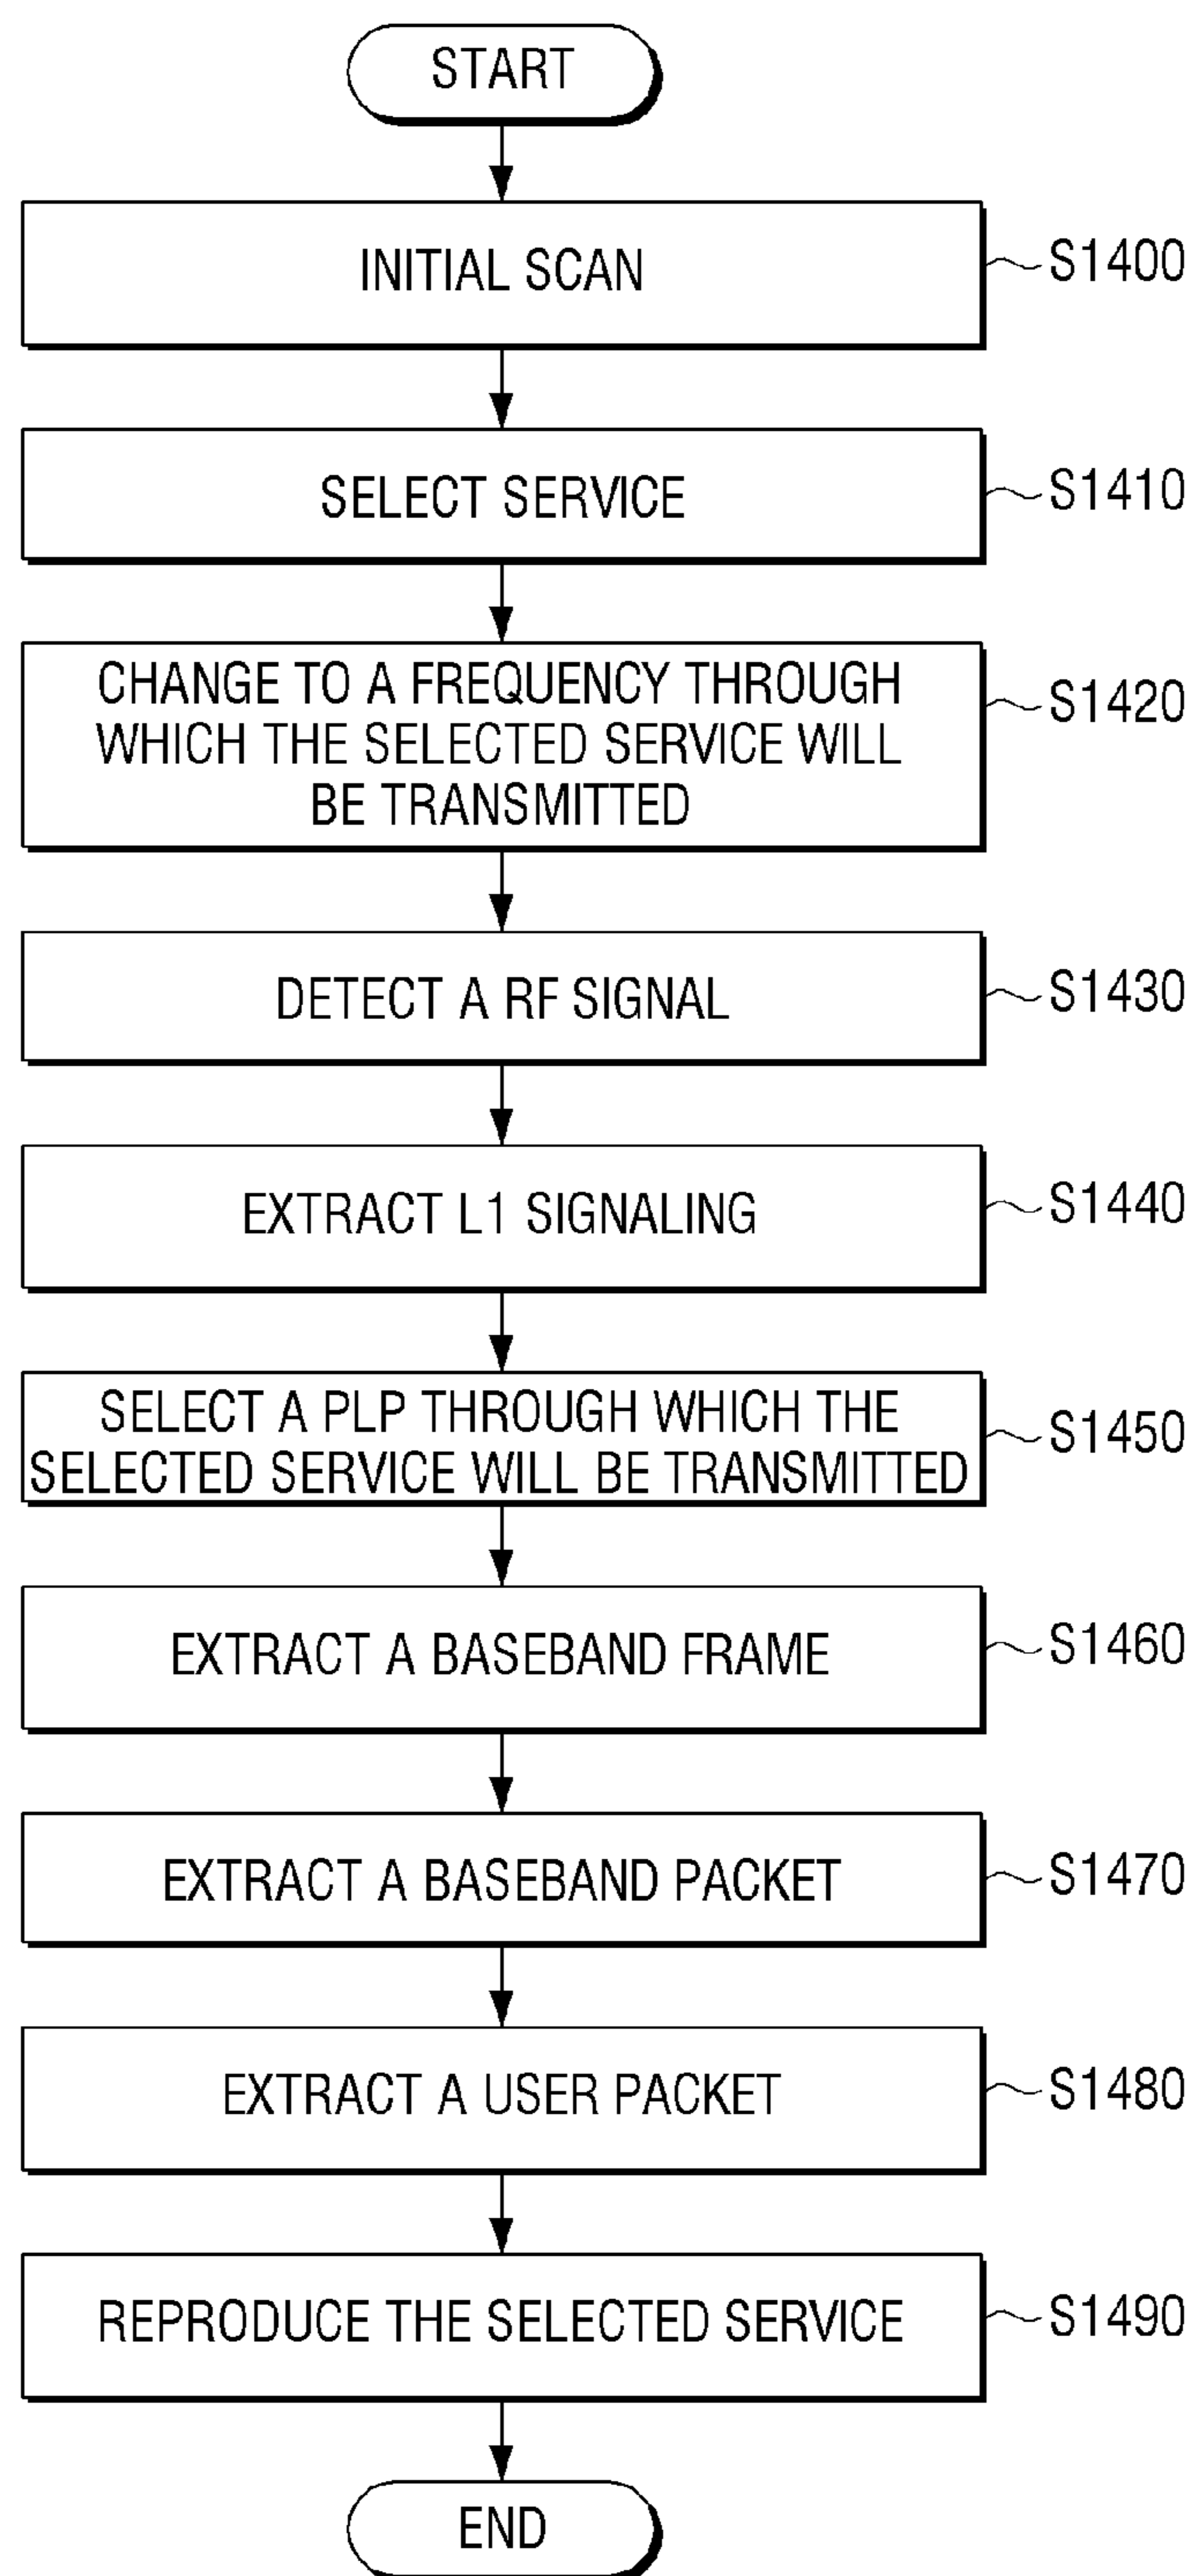 START
INITIAL SCAN
S1400
SELECT SERVICE
S1410
CHANGE TO A FREQUENCY THROUGH
WHICH THE SELECTED SERVICE WILL
BE TRANSMITTED
S1420
DETECT A RF SIGNAL
S1430
EXTRACT L1 SIGNALING
S1440
SELECT A PLP THROUGH WHICH THE
SELECTED SERVICE WILL BE TRANSMITTED
S1450
EXTRACT A BASEBAND FRAME
S1460
EXTRACT A BASEBAND PACKET
S1470
EXTRACT A USER PACKET
S1480
REPRODUCE THE SELECTED SERVICE
S1490
END